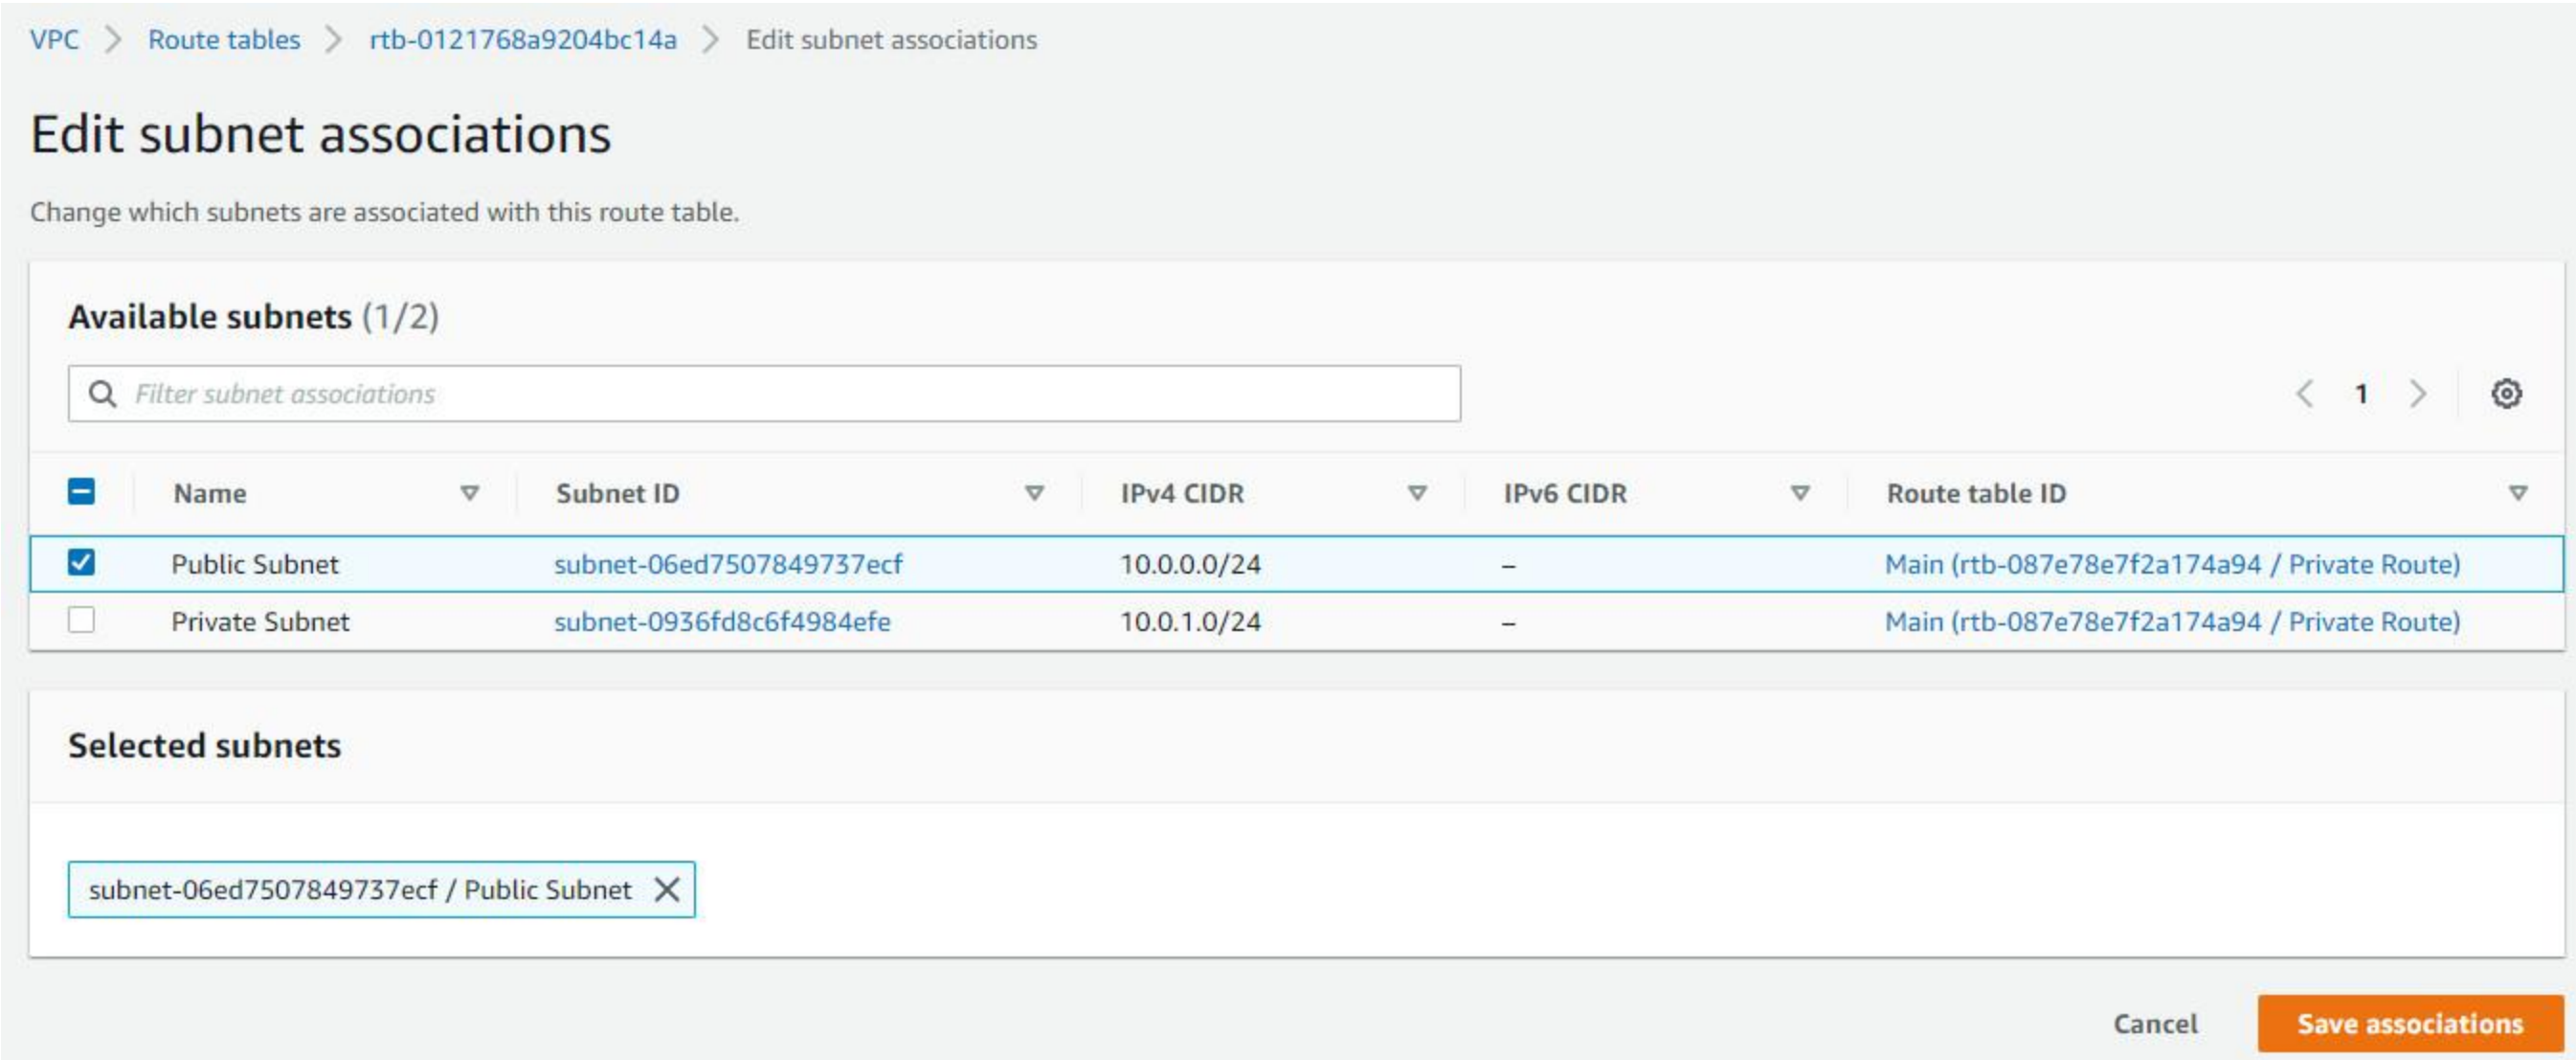 VPC > Route tables > rtb-0121768a9204bc14a > Edit subnet associations
Edit subnet associations
Change which subnets are associated with this route table.
Available subnets (1/2)
Filter subnet associations
1
Name Subnet ID IPv4 CIDR IPv6 CIDR Route table ID
Public Subnet subnet-06ed7507849737ecf 10.0.0.0/24 – Main (rtb-087e78e7f2a174a94 / Private Route)
Private Subnet subnet-0936fd8c6f4984efe 10.0.1.0/24 – Main (rtb-087e78e7f2a174a94 / Private Route)
Selected subnets
subnet-06ed7507849737ecf / Public Subnet
Cancel Save associations